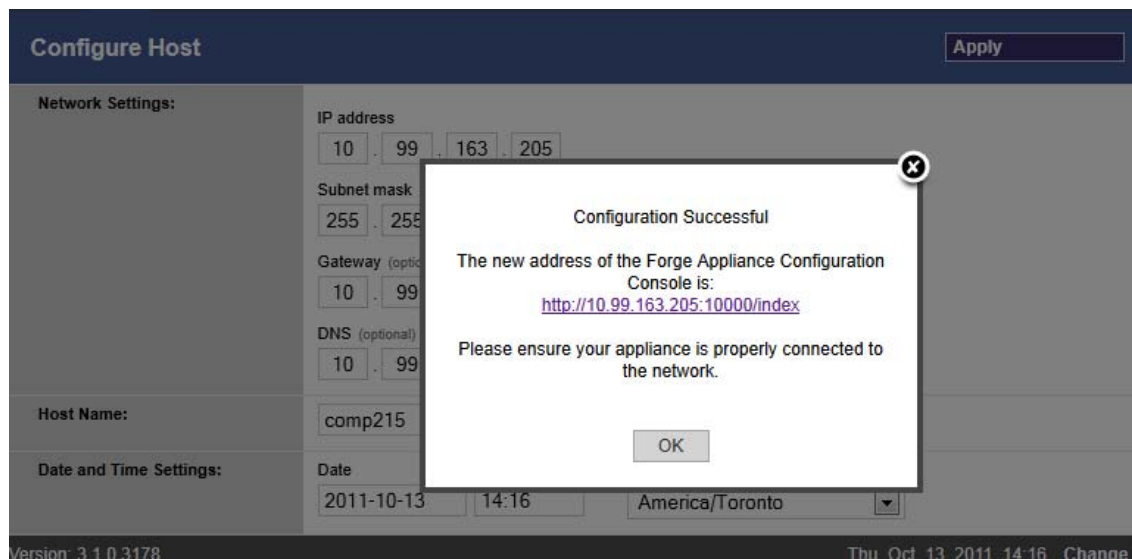 Configure Host
Apply
Network Settings:
IP address
10 . 99 . 163 . 205
Subnet mask
255 . 255
Gateway (optio
10 . 99
DNS (optional)
10 . 99
Configuration Successful
The new address of the Forge Appliance Configuration
Console is:
http://10.99.163.205:10000/index
Please ensure your appliance is properly connected to
the network.
OK
Host Name:
comp215
Date and Time Settings:
Date
2011-10-13
14:16
America/Toronto
Version: 3.1.0.3178
Thu, Oct, 13, 2011, 14:16 Change